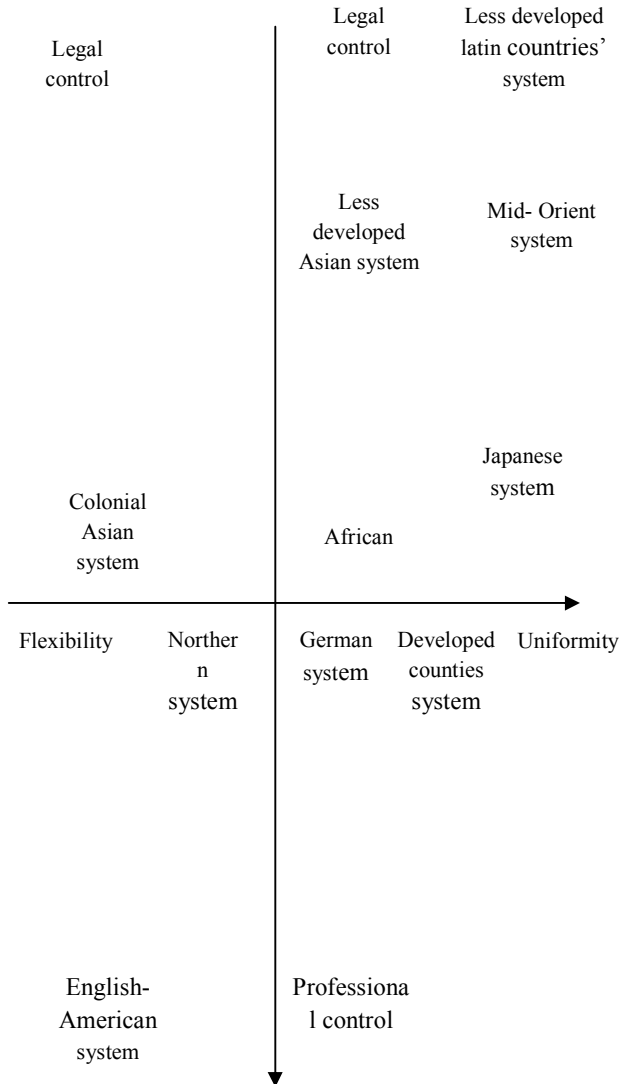 Legal
control
Legal
control
Less developed
latin countries’
system
Less
developed
Asian system
Mid- Orient
system
Japanese
system
Colonial
Asian
system
African
Flexibility
Norther
n
system
German
system
Developed
counties
system
Uniformity
English-
American
system
Professiona
l control